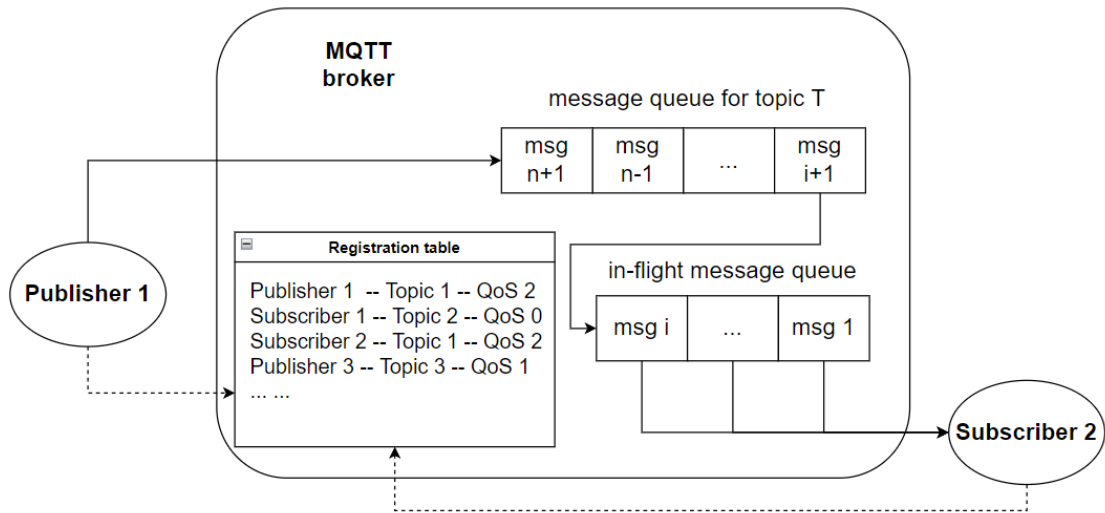 MQTT
broker
message queue for topic T
msg
n+1
msg
n-1
...
msg
i+1
Registration table
Publisher 1 -- Topic 1 -- QoS 2
Subscriber 1 -- Topic 2 -- QoS 0
Subscriber 2 -- Topic 1 -- QoS 2
Publisher 3 -- Topic 3 -- QoS 1
... ...
Publisher 1
in-flight message queue
msg i
...
msg 1
Subscriber 2